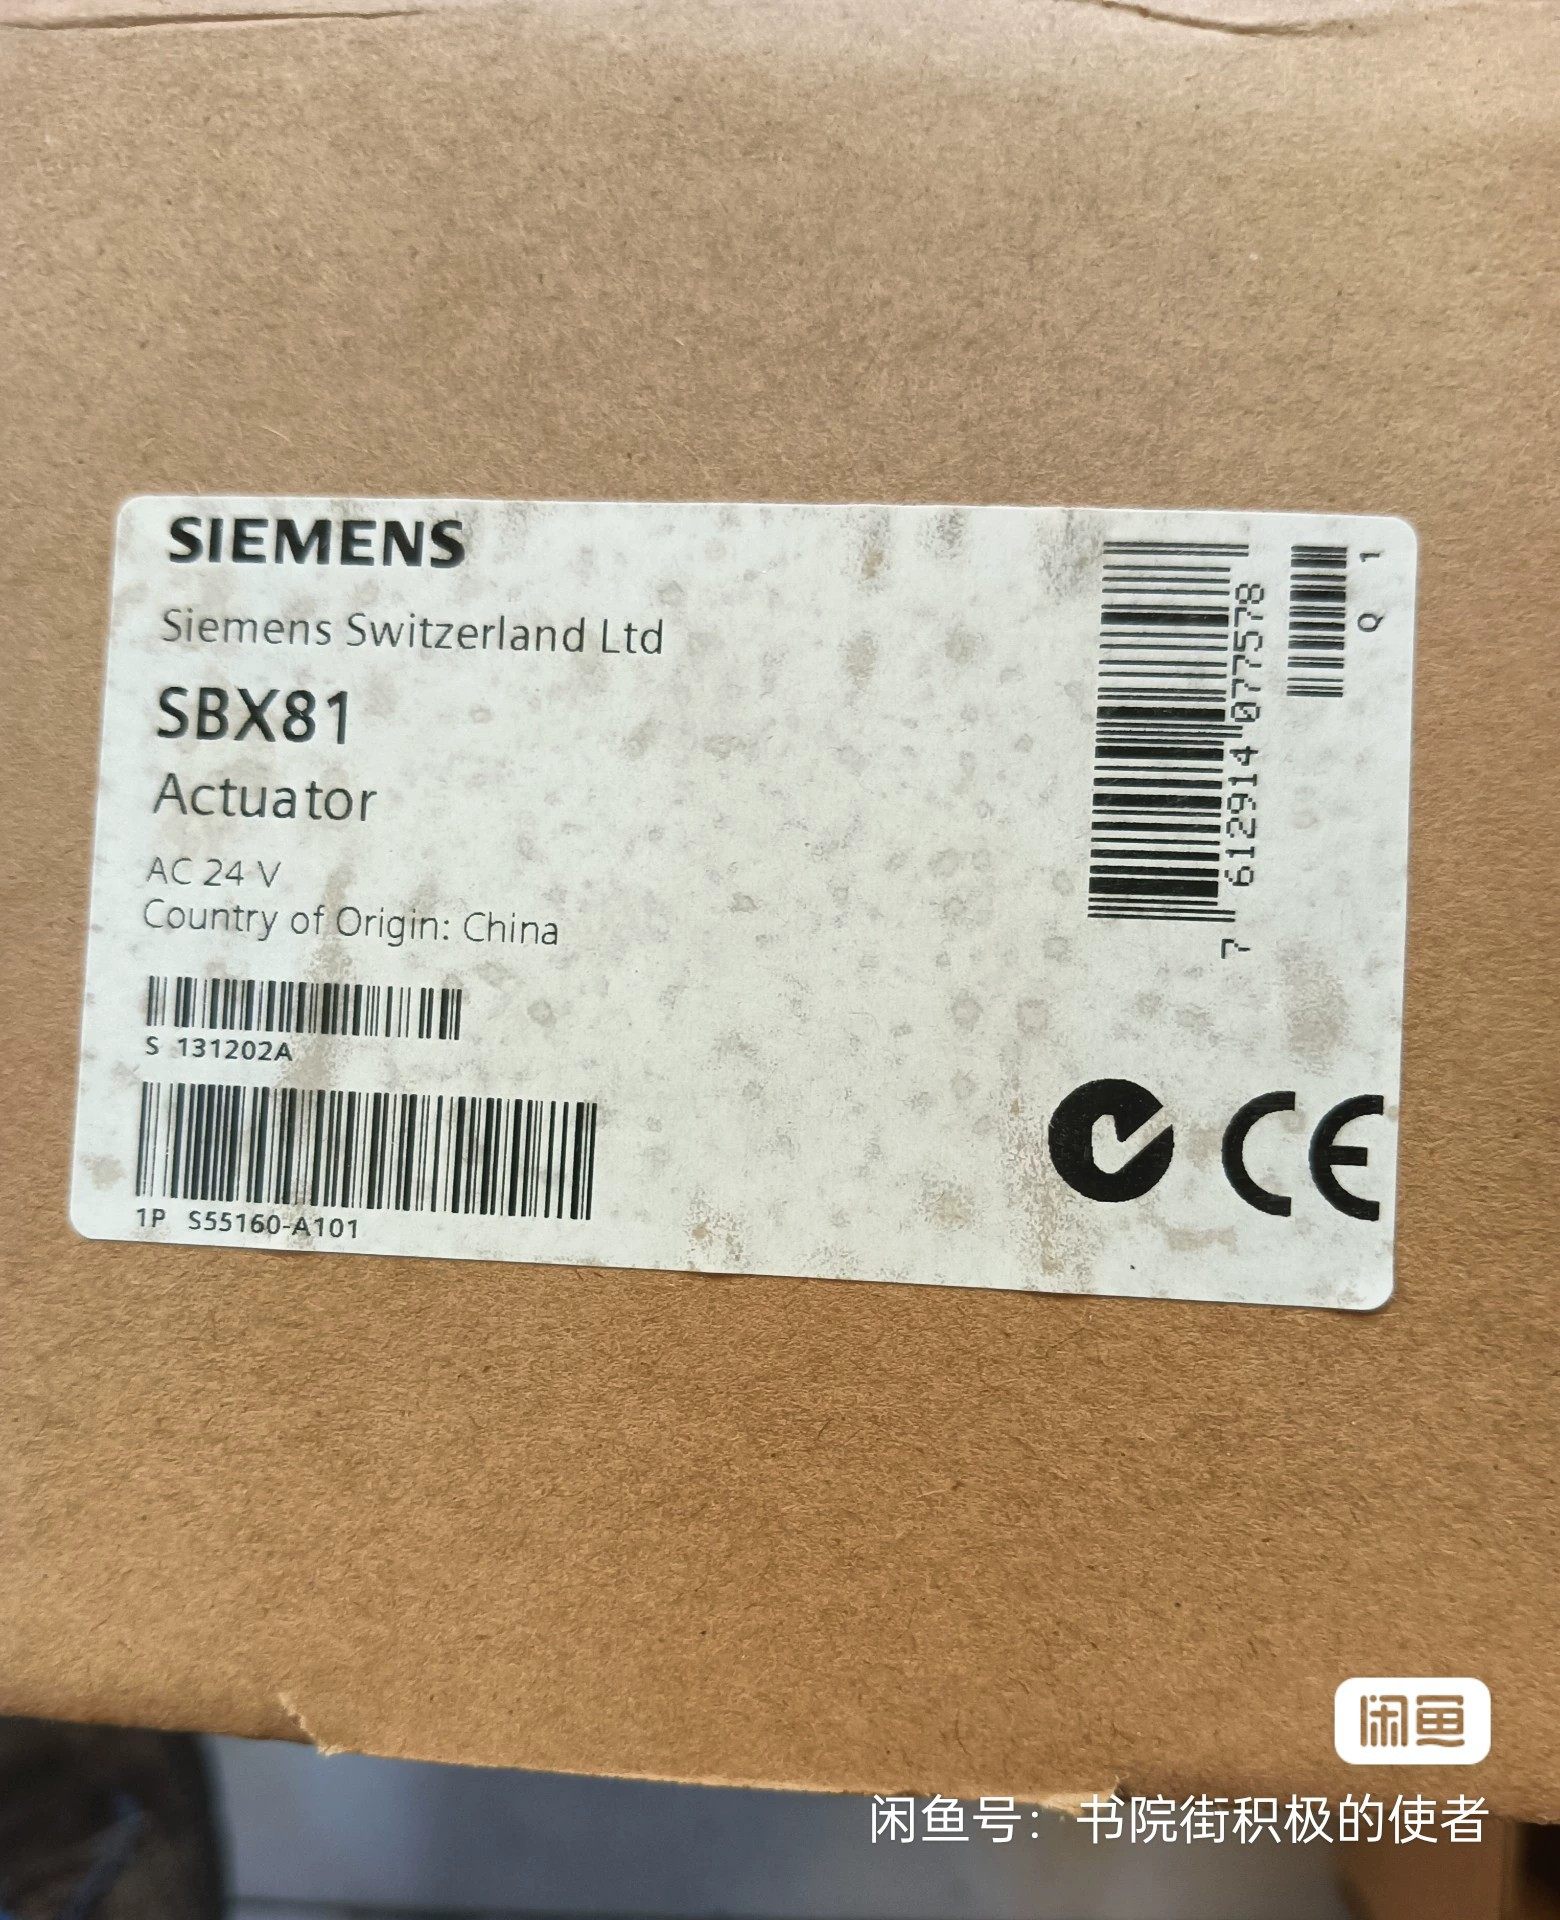 SIEMENS
Siemens Switzerland Ltd
SBX81
Actuator
AC 24 V
Country of Origin: China
S 131202A
1P S55160-A101
7 612914 077578
Q 1
CE
闲鱼
闲鱼号：书院街积极的使者